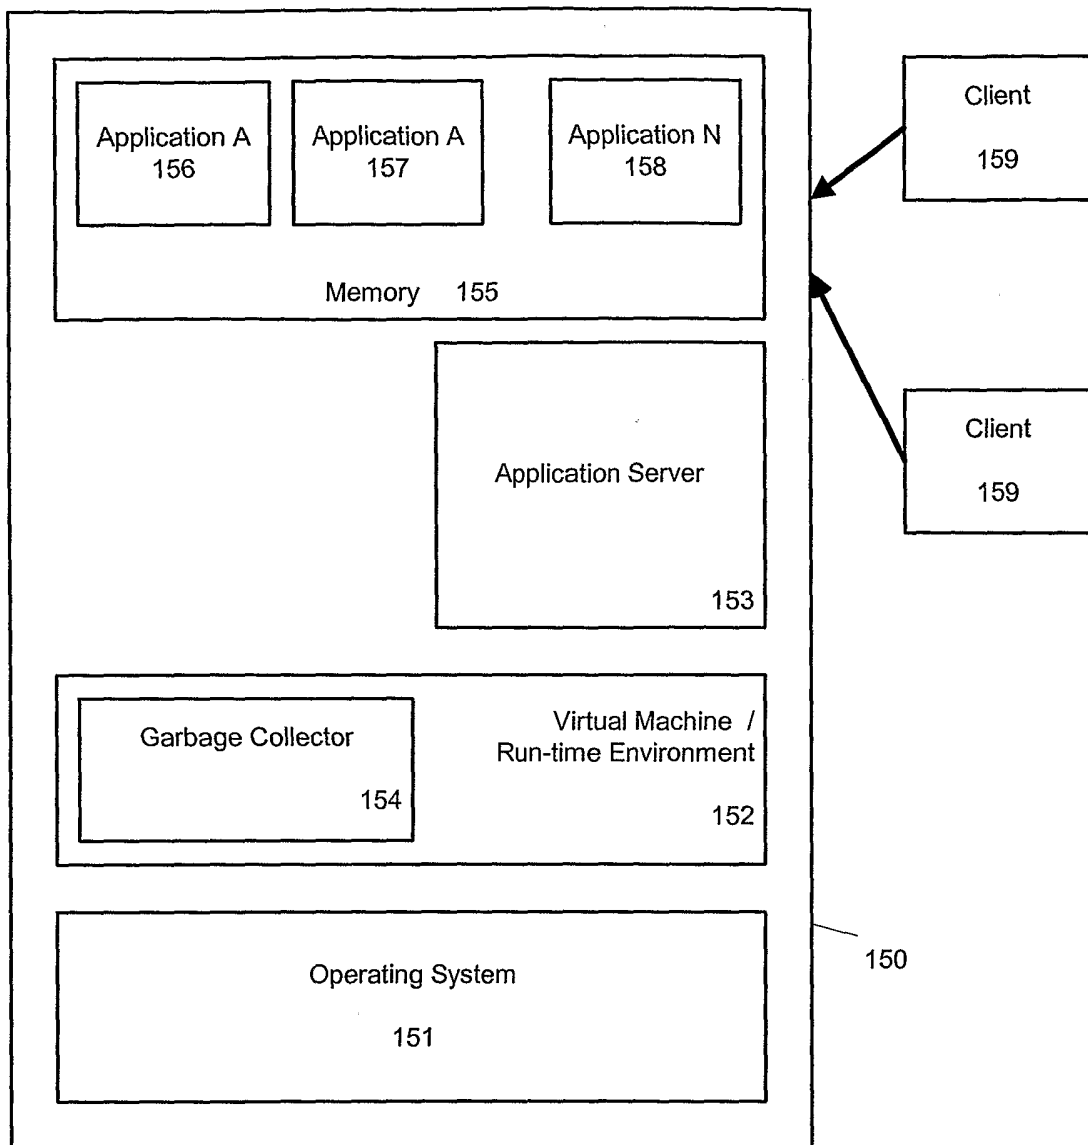 Application A
156
Application A
157
Application N
158
Memory 155
Client
159
Application Server
153
Client
159
Garbage Collector
154
Virtual Machine /
Run-time Environment
152
Operating System
151
150